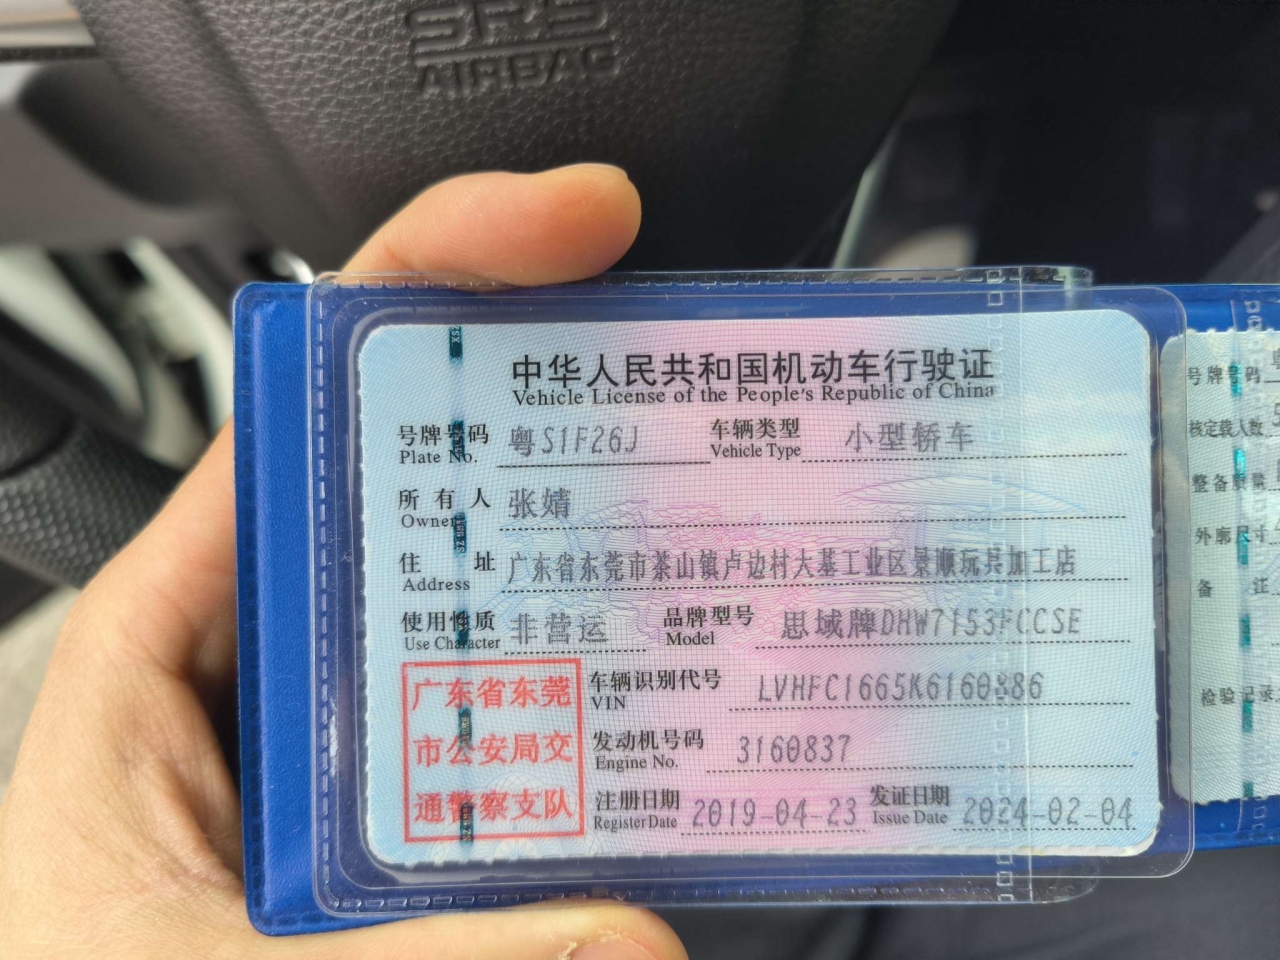 SRS
AIRBAG
中华人民共和国机动车行驶证
Vehicle License of the People's Republic of China
号牌号码 粤S1F26J 车辆类型 小型轿车
Plate No. Vehicle Type
所有人 张婧
Owner
住址 广东省东莞市茶山镇卢边村大基工业区景顺玩具加工店
Address
使用性质 非营运 品牌型号 思域牌DHW7153FCCSE
Use Character Model
广东省东莞
市公安局交
通警察支队
车辆识别代号 LVHFC1665K6160886
VIN
发动机号码 3160837
Engine No.
注册日期 2019-04-23 发证日期 2024-02-04
Register Date Issue Date
号牌号码
核定载人数
整备质量
外廓尺寸
备
检验记录